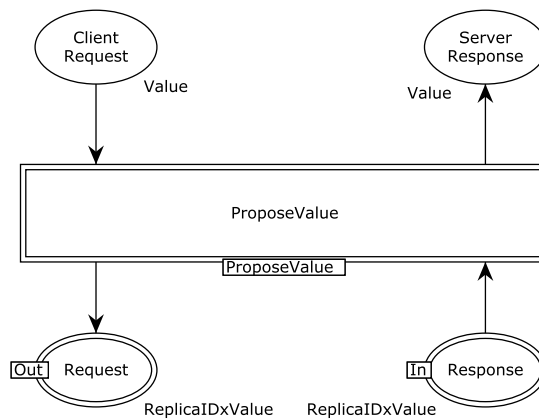 Client
Request
Server
Response
Value
Value
ProposeValue
ProposeValue
Out
Request
In
Response
ReplicaIDxValue
ReplicaIDxValue